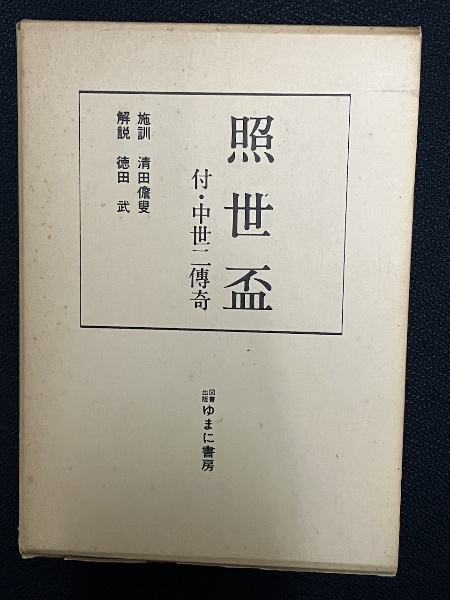 照世盃
付・中世二傳奇
施訓 清田儋叟
解説 徳田 武
図書出版 ゆまに書房